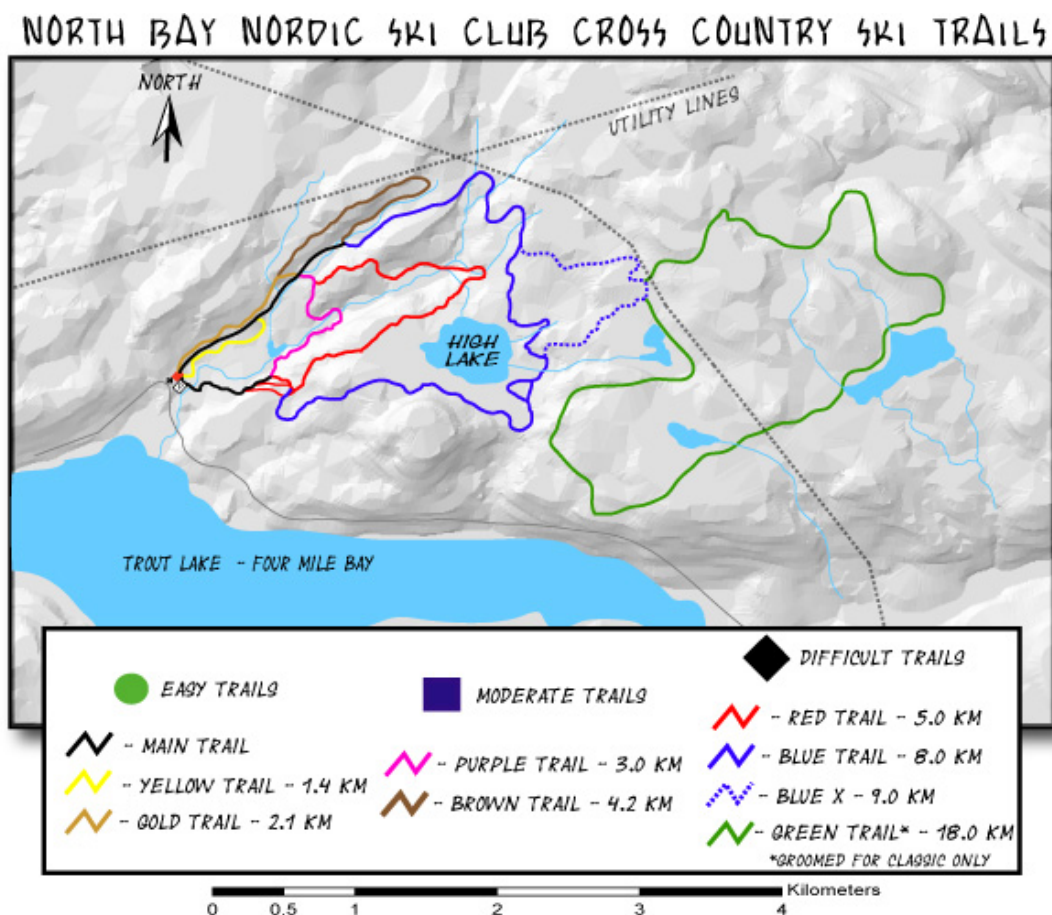 NORTH BAY NORDIC SKI CLUB CROSS COUNTRY SKI TRAILS
NORTH
UTILITY LINES
HIGH
LAKE
TROUT LAKE - FOUR MILE BAY
EASY TRAILS
- MAIN TRAIL
- YELLOW TRAIL - 1.4 KM
- GOLD TRAIL - 2.1 KM
MODERATE TRAILS
- PURPLE TRAIL - 3.0 KM
- BROWN TRAIL - 4.2 KM
DIFFICULT TRAILS
- RED TRAIL - 5.0 KM
- BLUE TRAIL - 8.0 KM
- BLUE X - 9.0 KM
- GREEN TRAIL* - 18.0 KM
*GROOMED FOR CLASSIC ONLY
Kilometers
0 0.5 1 2 3 4